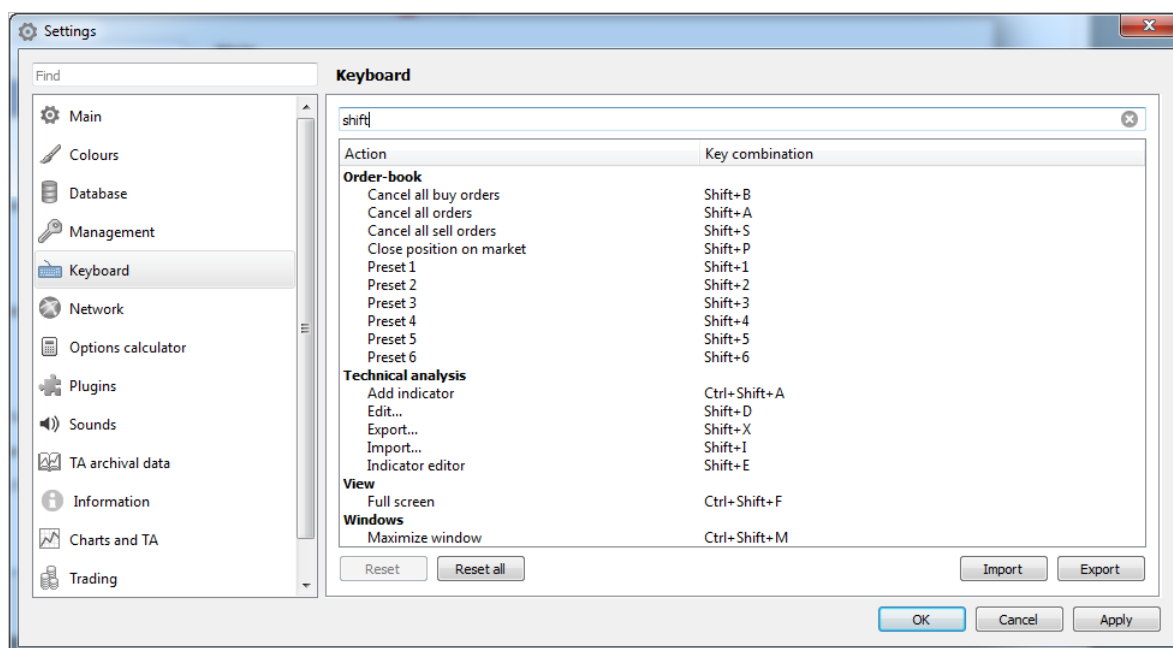 Settings
x
Find
Main
Colours
Database
Management
Keyboard
Network
Options calculator
Plugins
Sounds
TA archival data
Information
Charts and TA
Trading
Keyboard
shift
Action Key combination
Order-book
Cancel all buy orders Shift+B
Cancel all orders Shift+A
Cancel all sell orders Shift+S
Close position on market Shift+P
Preset 1 Shift+1
Preset 2 Shift+2
Preset 3 Shift+3
Preset 4 Shift+4
Preset 5 Shift+5
Preset 6 Shift+6
Technical analysis
Add indicator Ctrl+Shift+A
Edit... Shift+D
Export... Shift+X
Import... Shift+I
Indicator editor Shift+E
View
Full screen Ctrl+Shift+F
Windows
Maximize window Ctrl+Shift+M
Reset Reset all Import Export
OK Cancel Apply